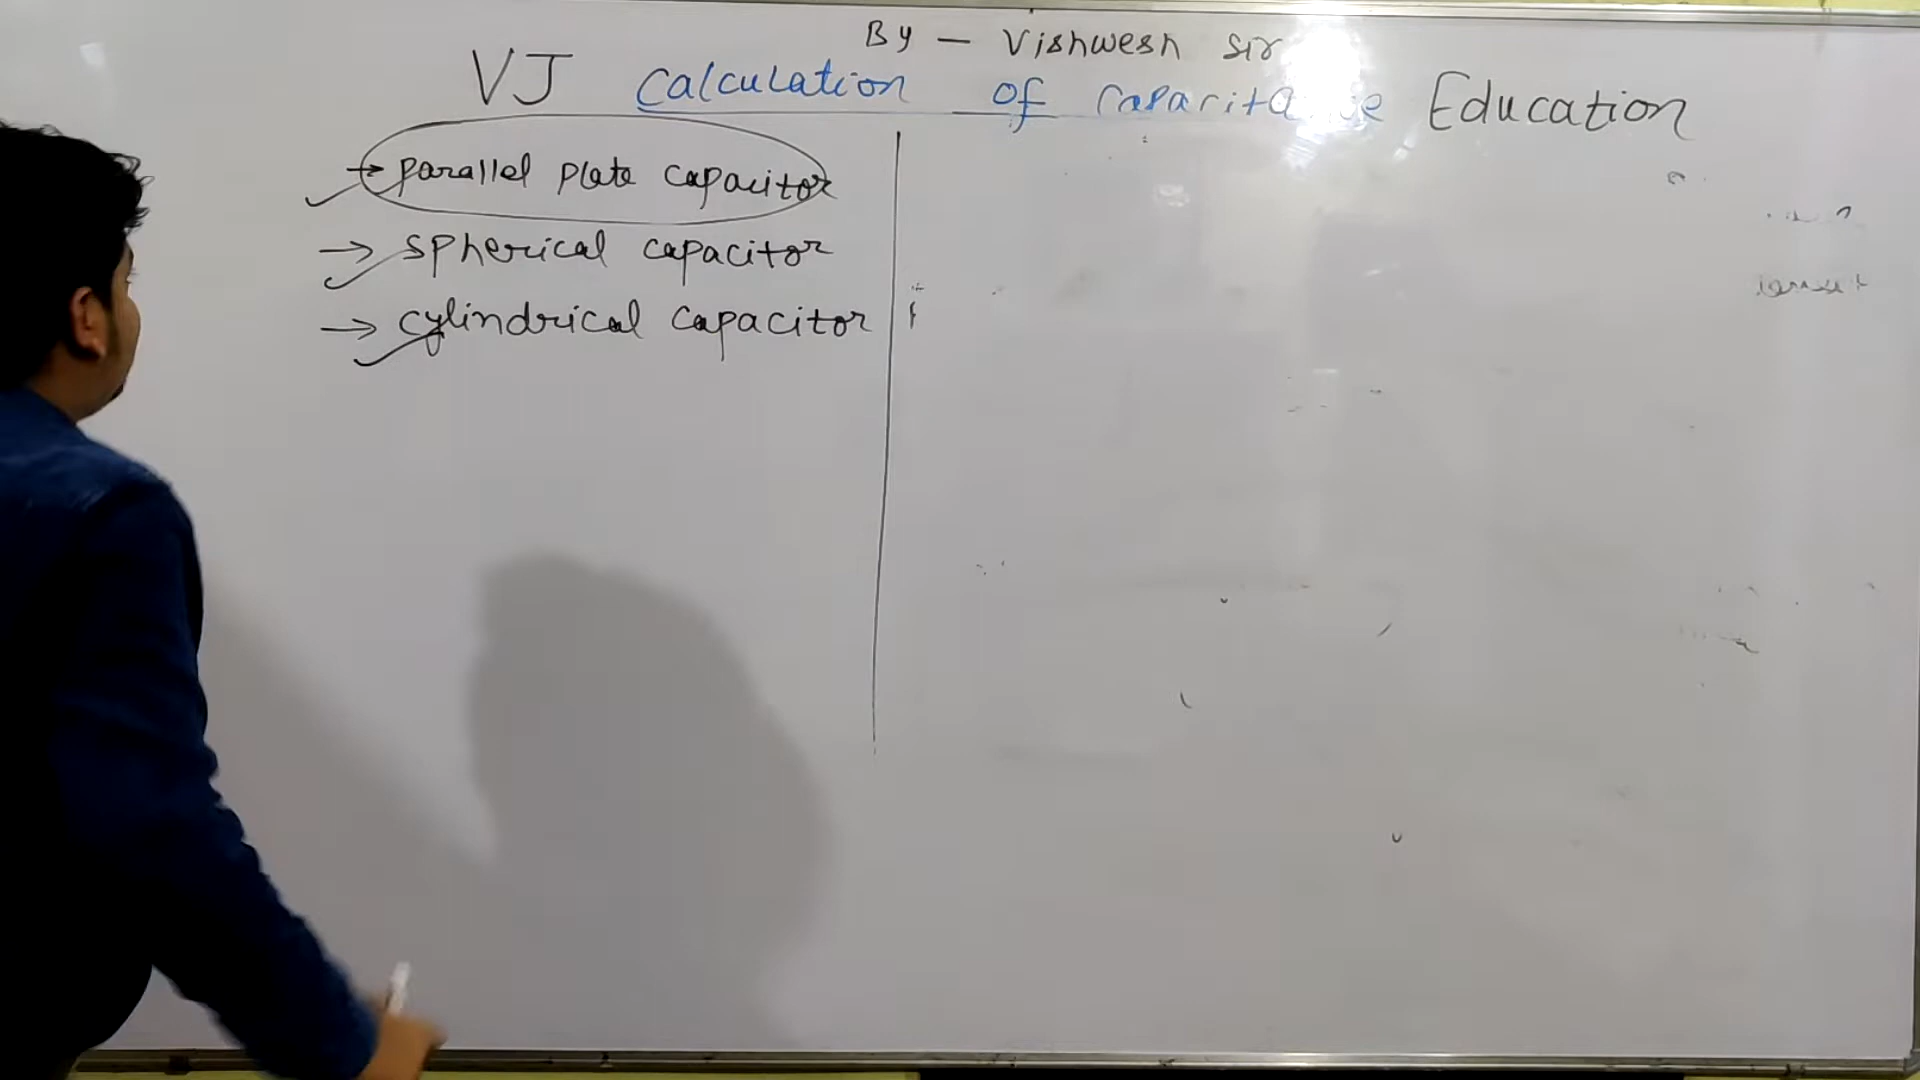 By - Vishwesh Sir
VJ Calculation of Education
→ Parallel Plate Capacitor
→ Spherical Capacitor
→ Cylindrical Capacitor